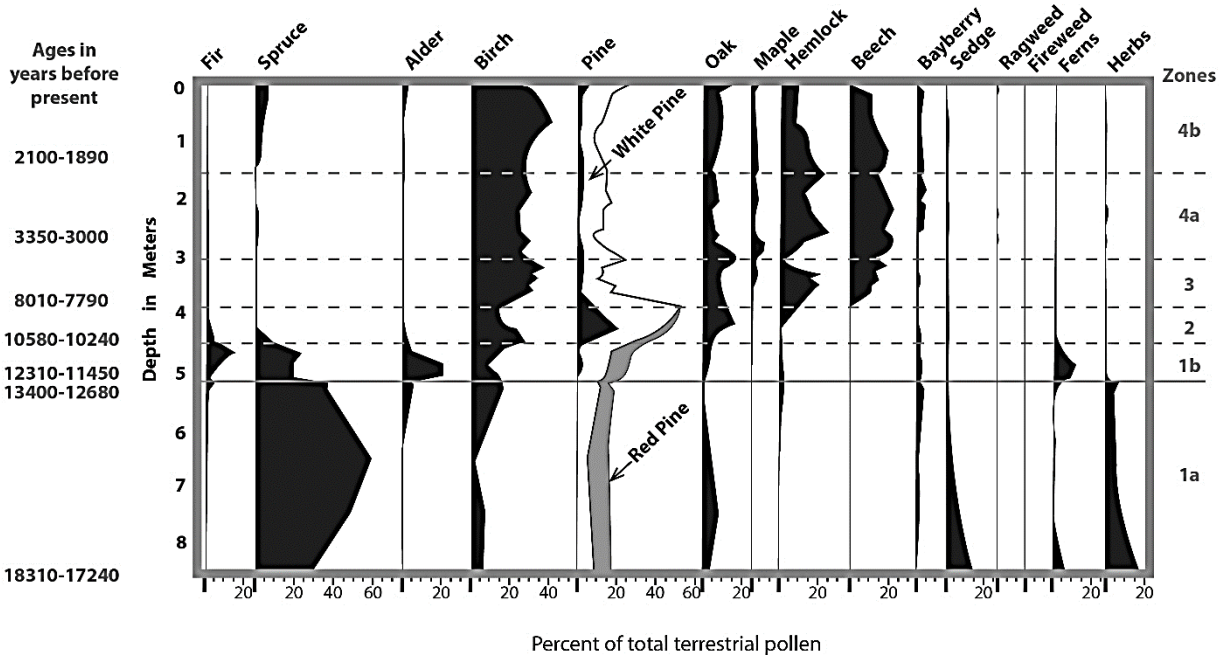 Ages in
years before
present
Fir
Spruce
Alder
Birch
Pine
Oak
Maple
Hemlock
Beech
Bayberry
Sedge
Ragweed
Fireweed
Ferns
Herbs
Zones
Depth in Meters
0
1
2
3
4
5
6
7
8
2100-1890
3350-3000
8010-7790
10580-10240
12310-11450
13400-12680
18310-17240
White Pine
Red Pine
4b
4a
3
2
1b
1a
20
20 40 60
20
20 40
20 40 60
20
20
20
20
20
20
Percent of total terrestrial pollen